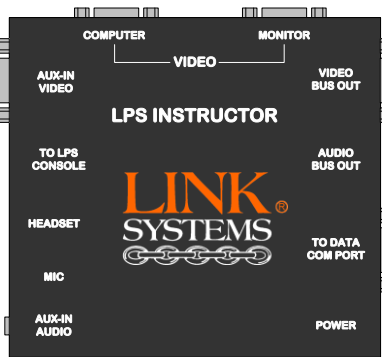 COMPUTER
MONITOR
VIDEO
AUX-IN
VIDEO
VIDEO
BUS OUT
LPS INSTRUCTOR
TO LPS
CONSOLE
AUDIO
BUS OUT
LINK®
SYSTEMS
HEADSET
TO DATA
COM PORT
MIC
AUX-IN
AUDIO
POWER